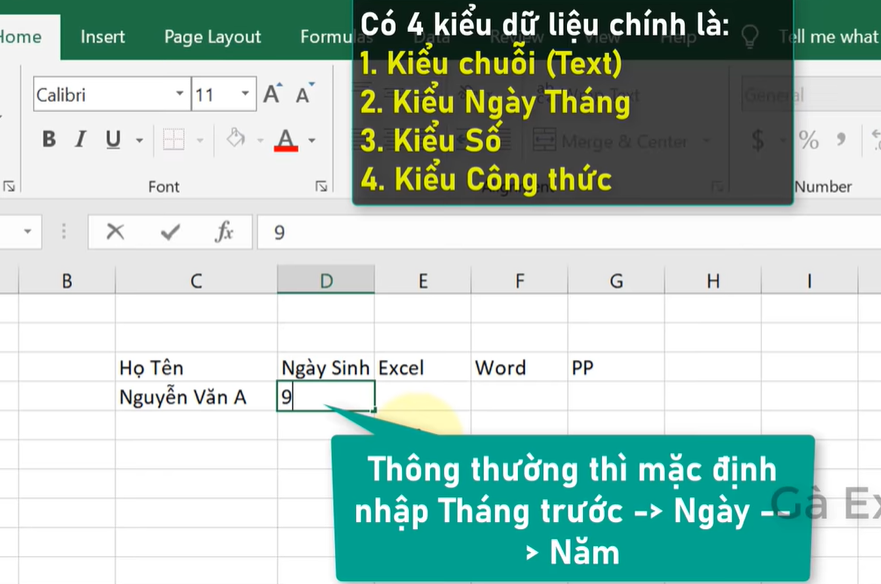 Home Insert Page Layout Formulas Data Review View Help Tell me what
Có 4 kiểu dữ liệu chính là:
1. Kiểu chuỗi (Text)
2. Kiểu Ngày Tháng
3. Kiểu Số
4. Kiểu Công thức
Calibri 11 A A General
B I U A Merge & Center $ %
Font Number
fx 9
B C D E F G H I
Họ Tên Ngày Sinh Excel Word PP
Nguyễn Văn A 9
Thông thường thì mặc định
nhập Tháng trước -> Ngày --
> Năm
Gà Ex